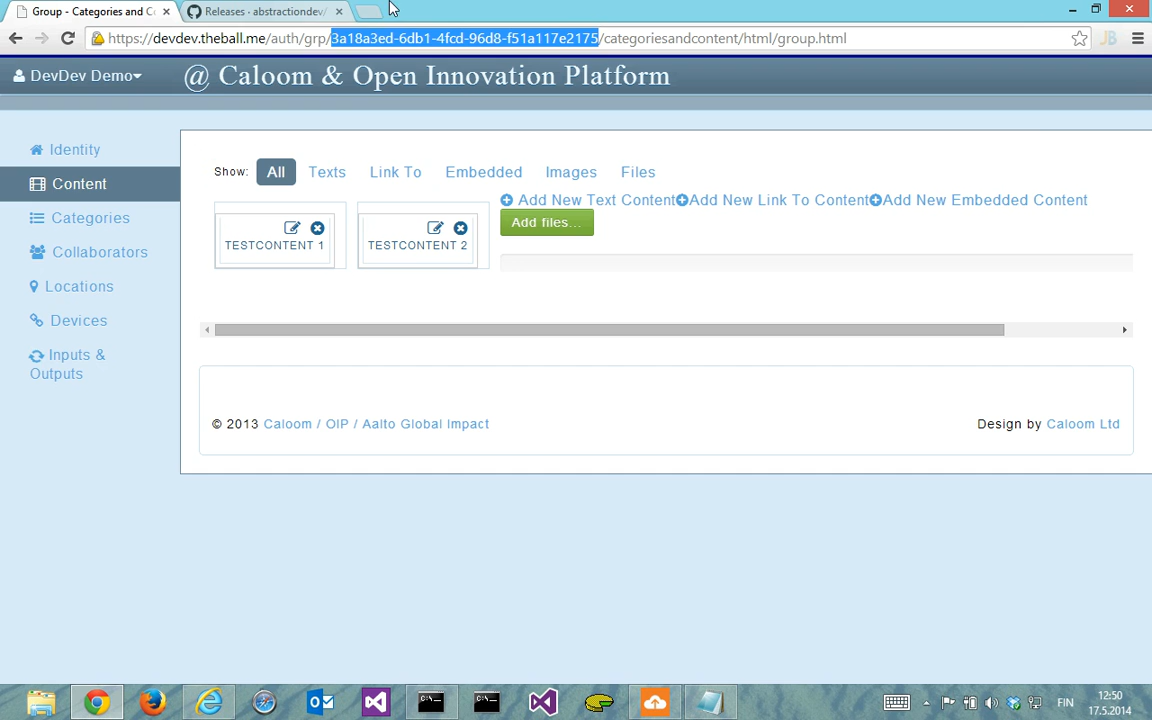 Group - Categories and Co
Releases · abstractiondev/
https://devdev.theball.me/auth/grp/3a18a3ed-6db1-4fcd-96d8-f51a117e2175/categoriesandcontent/html/group.html
JB
DevDev Demo
@ Caloom & Open Innovation Platform
Identity
Content
Categories
Collaborators
Locations
Devices
Inputs &
Outputs
Show: All Texts Link To Embedded Images Files
Add New Text Content Add New Link To Content Add New Embedded Content
Add files...
TESTCONTENT 1
TESTCONTENT 2
© 2013 Caloom / OIP / Aalto Global Impact
Design by Caloom Ltd
FIN
12:50
17.5.2014